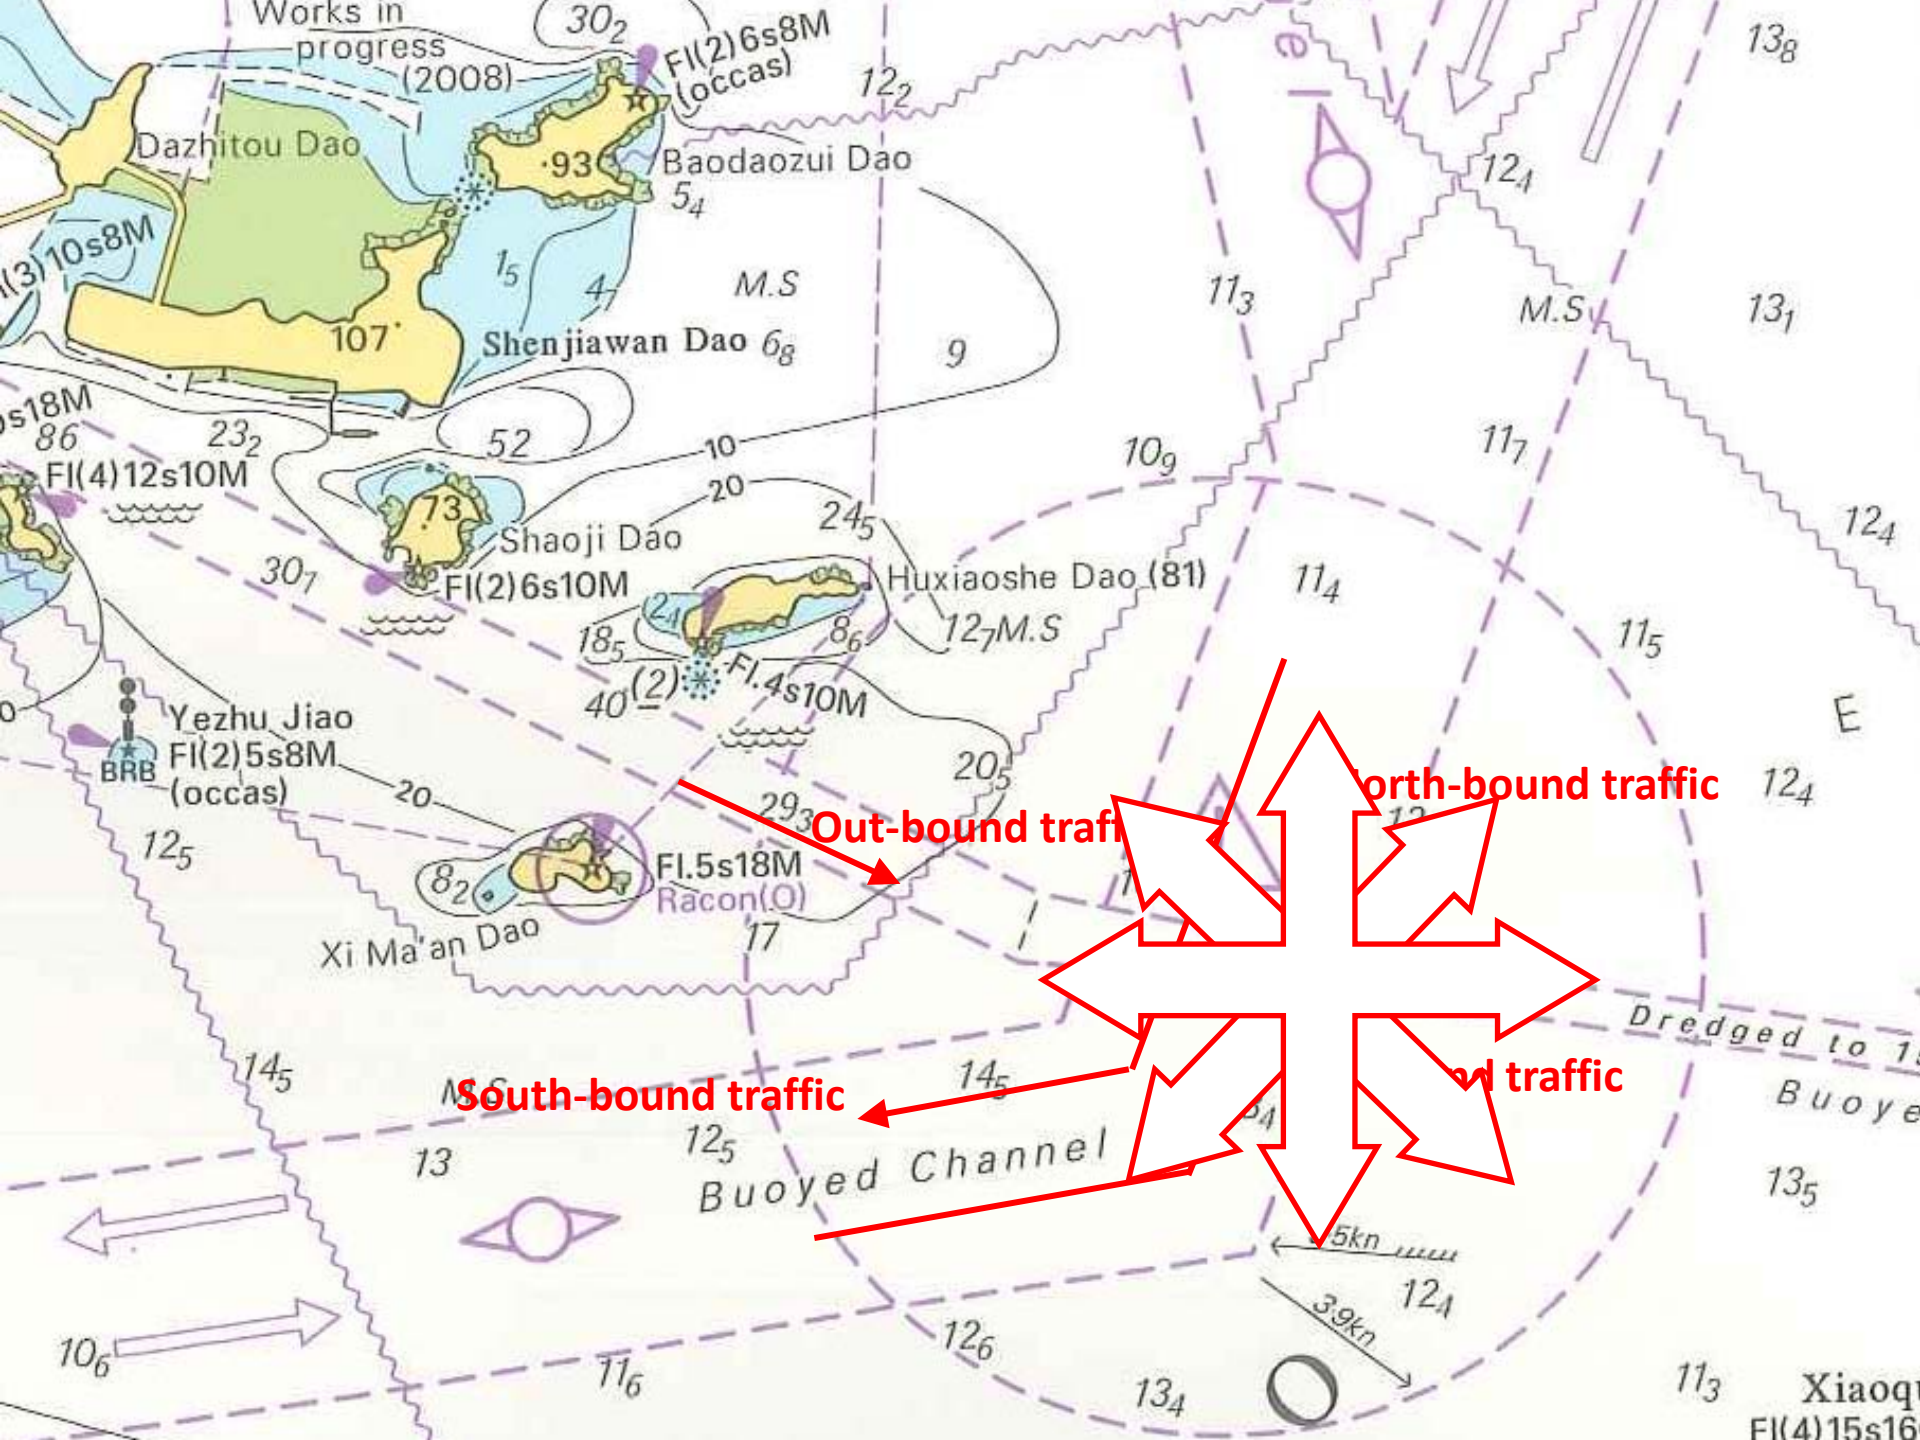 Works in
progress
(2008)
30₂
Fl(2)6s8M
(occas)
12₂
13₈
Dazhitou Dao
·93
Baodaozui Dao
5₄
12₄
10s8M
1₅
4₇
M.S
11₃
M.S
13₁
107
Shenjiawan Dao 6₈
9
s18M
86
23₂
52
10
10₉
11₇
Fl(4)12s10M
73
20
24₅
12₄
Shaoji Dao
30₇
Fl(2)6s10M
Huxiaoshe Dao (81)
11₄
2₄
18₅
8₆
12₇M.S
11₅
40 (2)
Fl.4s10M
E
Yezhu Jiao
Fl(2)5s8M
(occas)
BRB
20
20₅
12₄
29₃
orth-bound traffic
Out-bound traf
12₅
8₂
Fl.5s18M
Racon(O)
Xi Ma'an Dao
17
Dredged to
14₅
M.S
South-bound traffic
14₅
traffic
Buoye
13
12₅
Buoyed Channel
13₅
5kn
12₄
3·9kn
10₆
11₆
12₆
13₄
11₃
Xiaoq
Fl(4)15s16